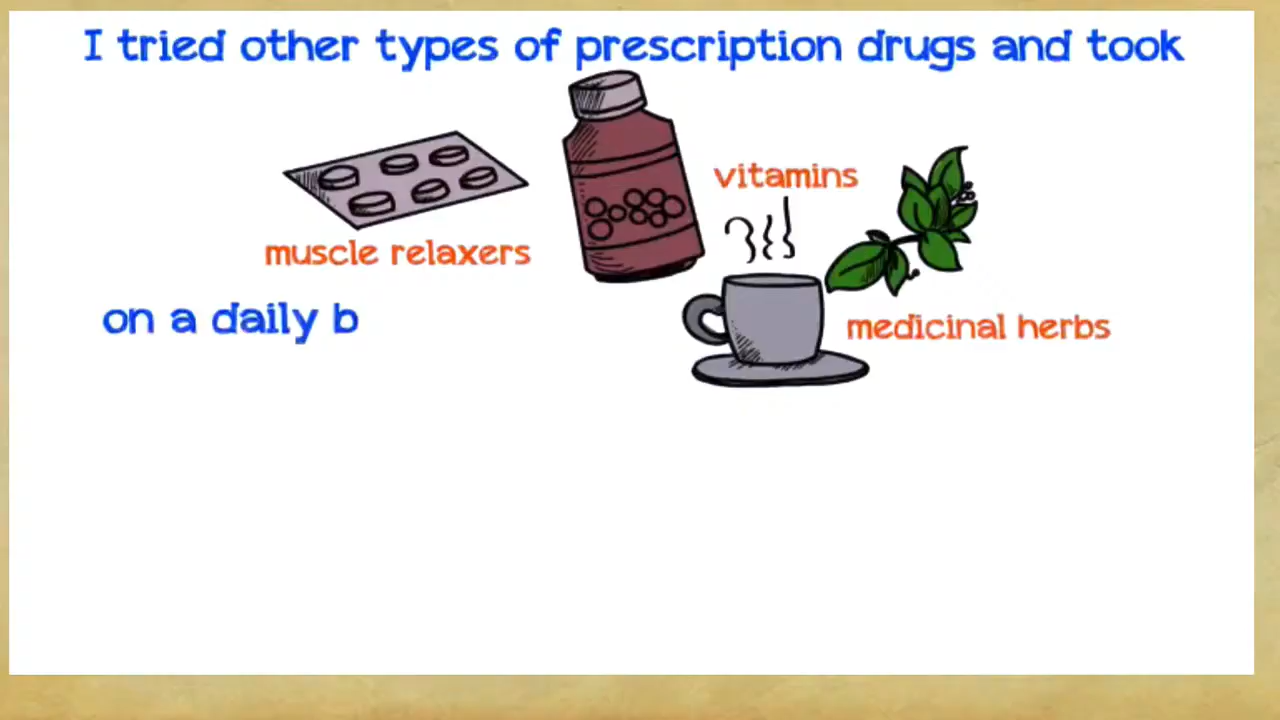 I tried other types of prescription drugs and took
vitamins
muscle relaxers
on a daily b
medicinal herbs